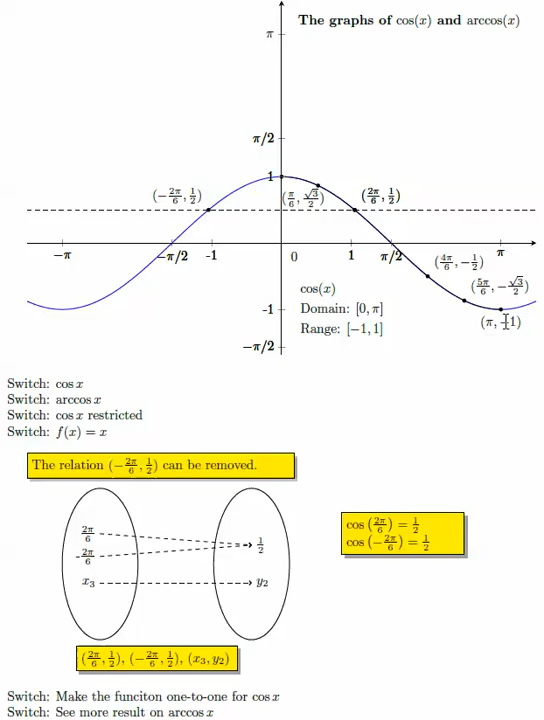 The graphs of cos(x) and arccos(x)
π
π/2
1
(−2π/6, 1/2)
(π/6, √3/2)
(2π/6, 1/2)
−π
−π/2
-1
0
1
π/2
π
(4π/6, −1/2)
(5π/6, −√3/2)
(π, −1)
cos(x)
Domain: [0, π]
Range: [−1, 1]
-1
−π/2
Switch: cos x
Switch: arccos x
Switch: cos x restricted
Switch: f(x) = x
The relation (−2π/6, 1/2) can be removed.
2π/6
−2π/6
x₃
1/2
y₂
cos (2π/6) = 1/2
cos (−2π/6) = 1/2
(2π/6, 1/2), (−2π/6, 1/2), (x₃, y₂)
Switch: Make the funciton one-to-one for cos x
Switch: See more result on arccos x